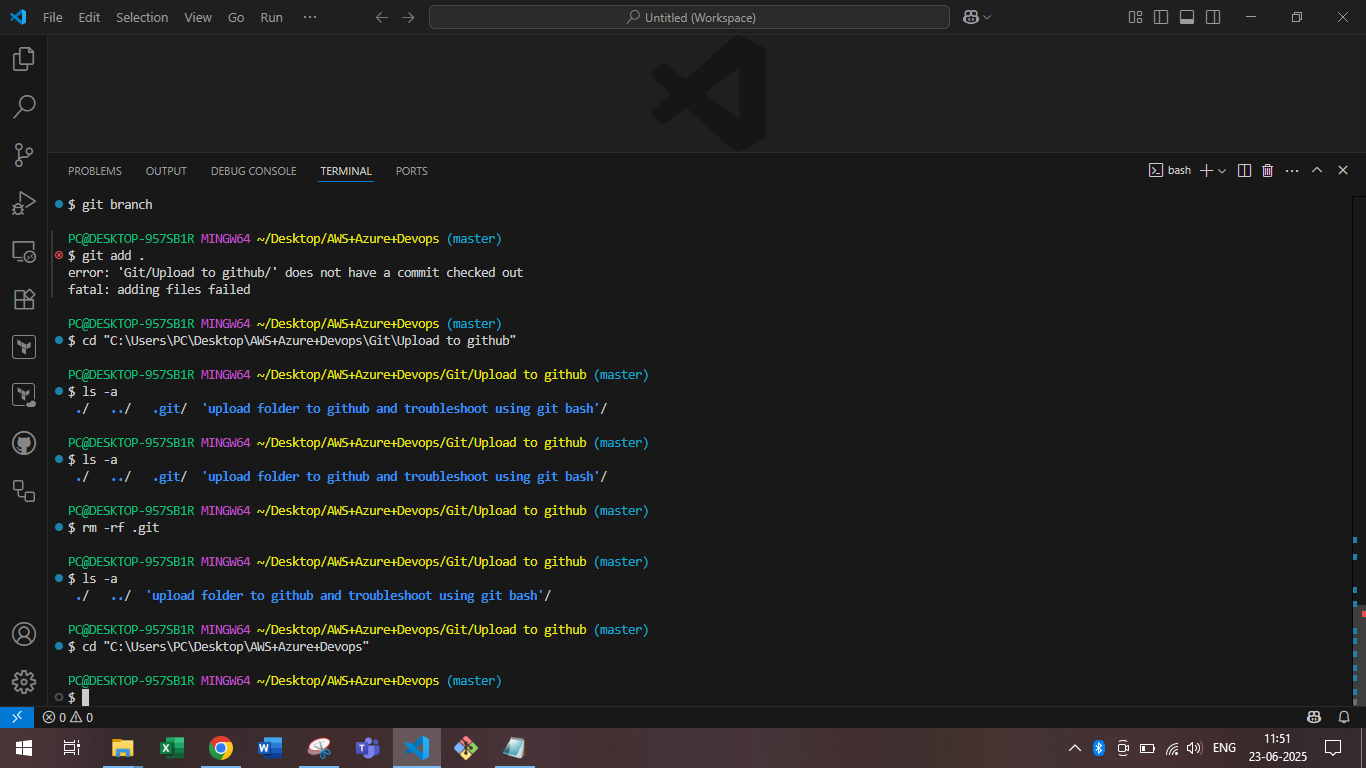 File Edit Selection View Go Run ···
Untitled (Workspace)
PROBLEMS OUTPUT DEBUG CONSOLE TERMINAL PORTS
bash
$ git branch
PC@DESKTOP-957SB1R MINGW64 ~/Desktop/AWS+Azure+Devops (master)
$ git add .
error: 'Git/Upload to github/' does not have a commit checked out
fatal: adding files failed
PC@DESKTOP-957SB1R MINGW64 ~/Desktop/AWS+Azure+Devops (master)
$ cd "C:\Users\PC\Desktop\AWS+Azure+Devops\Git\Upload to github"
PC@DESKTOP-957SB1R MINGW64 ~/Desktop/AWS+Azure+Devops/Git/Upload to github (master)
$ ls -a
./ ../ .git/ 'upload folder to github and troubleshoot using git bash'/
PC@DESKTOP-957SB1R MINGW64 ~/Desktop/AWS+Azure+Devops/Git/Upload to github (master)
$ ls -a
./ ../ .git/ 'upload folder to github and troubleshoot using git bash'/
PC@DESKTOP-957SB1R MINGW64 ~/Desktop/AWS+Azure+Devops/Git/Upload to github (master)
$ rm -rf .git
PC@DESKTOP-957SB1R MINGW64 ~/Desktop/AWS+Azure+Devops/Git/Upload to github (master)
$ ls -a
./ ../ 'upload folder to github and troubleshoot using git bash'/
PC@DESKTOP-957SB1R MINGW64 ~/Desktop/AWS+Azure+Devops/Git/Upload to github (master)
$ cd "C:\Users\PC\Desktop\AWS+Azure+Devops"
PC@DESKTOP-957SB1R MINGW64 ~/Desktop/AWS+Azure+Devops (master)
$
0 0
ENG
11:51
23-06-2025